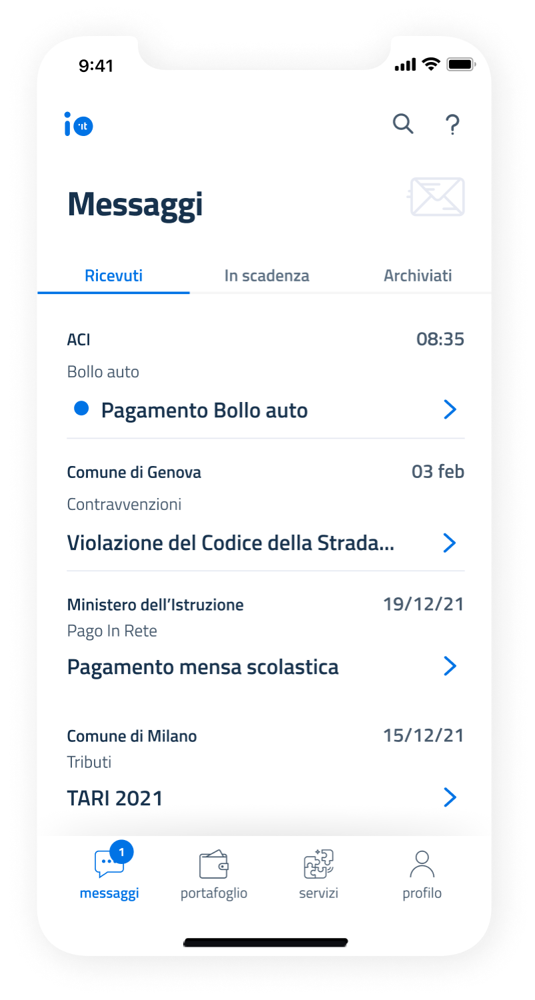 9:41
io it
Messaggi
Ricevuti In scadenza Archiviati
ACI 08:35
Bollo auto
Pagamento Bollo auto
Comune di Genova 03 feb
Contravvenzioni
Violazione del Codice della Strada...
Ministero dell’Istruzione 19/12/21
Pago In Rete
Pagamento mensa scolastica
Comune di Milano 15/12/21
Tributi
TARI 2021
1
messaggi portafoglio servizi profilo